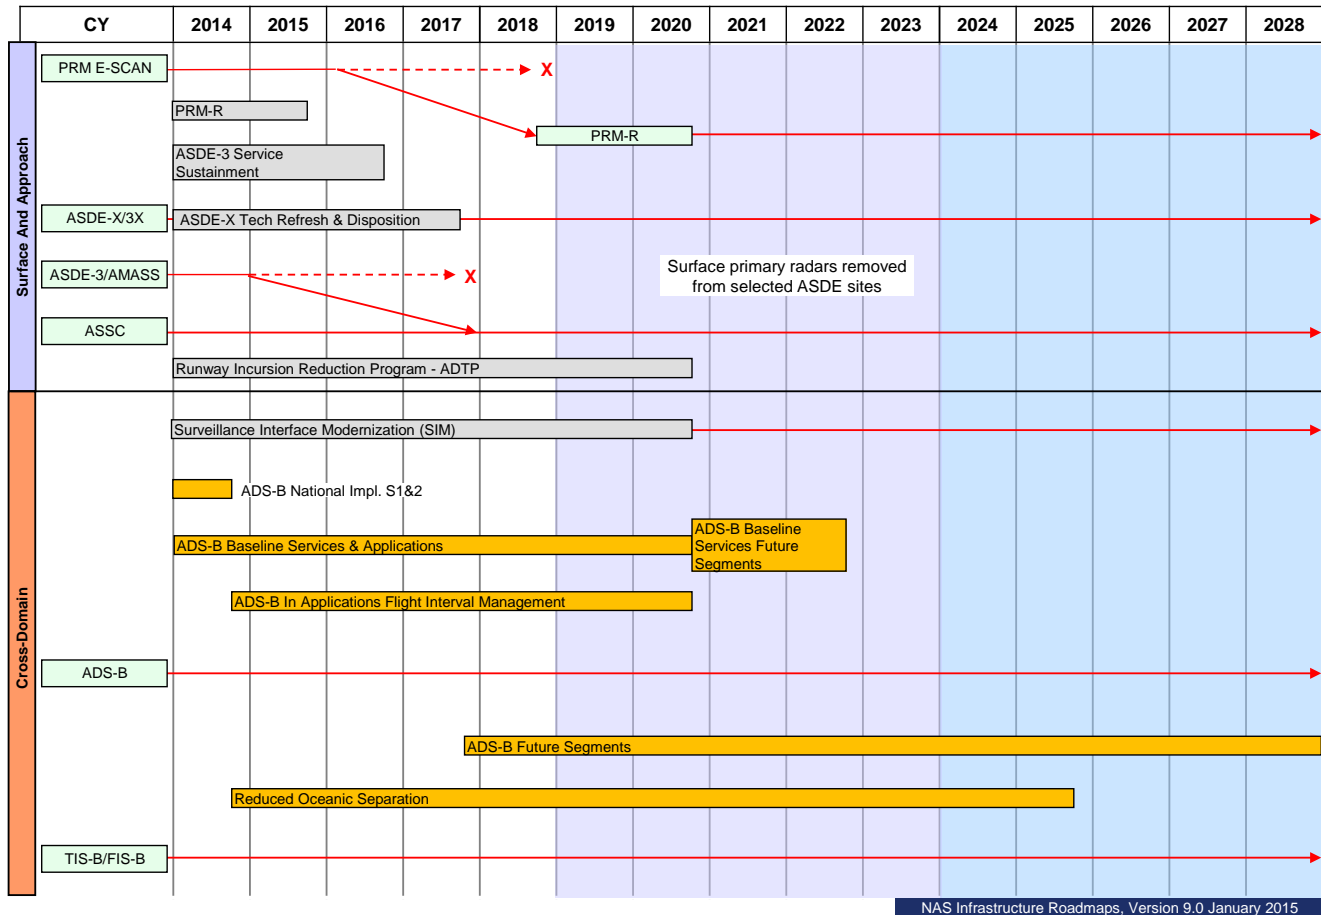 CY 2014 2015 2016 2017 2018 2019 2020 2021 2022 2023 2024 2025 2026 2027 2028
Surface And Approach
PRM E-SCAN
X
PRM-R
PRM-R
ASDE-3 Service
Sustainment
ASDE-X/3X
ASDE-X Tech Refresh & Disposition
ASDE-3/AMASS
X
Surface primary radars removed
from selected ASDE sites
ASSC
Runway Incursion Reduction Program - ADTP
Cross-Domain
Surveillance Interface Modernization (SIM)
ADS-B National Impl. S1&2
ADS-B Baseline Services & Applications
ADS-B Baseline
Services Future
Segments
ADS-B In Applications Flight Interval Management
ADS-B
ADS-B Future Segments
Reduced Oceanic Separation
TIS-B/FIS-B
NAS Infrastructure Roadmaps, Version 9.0 January 2015